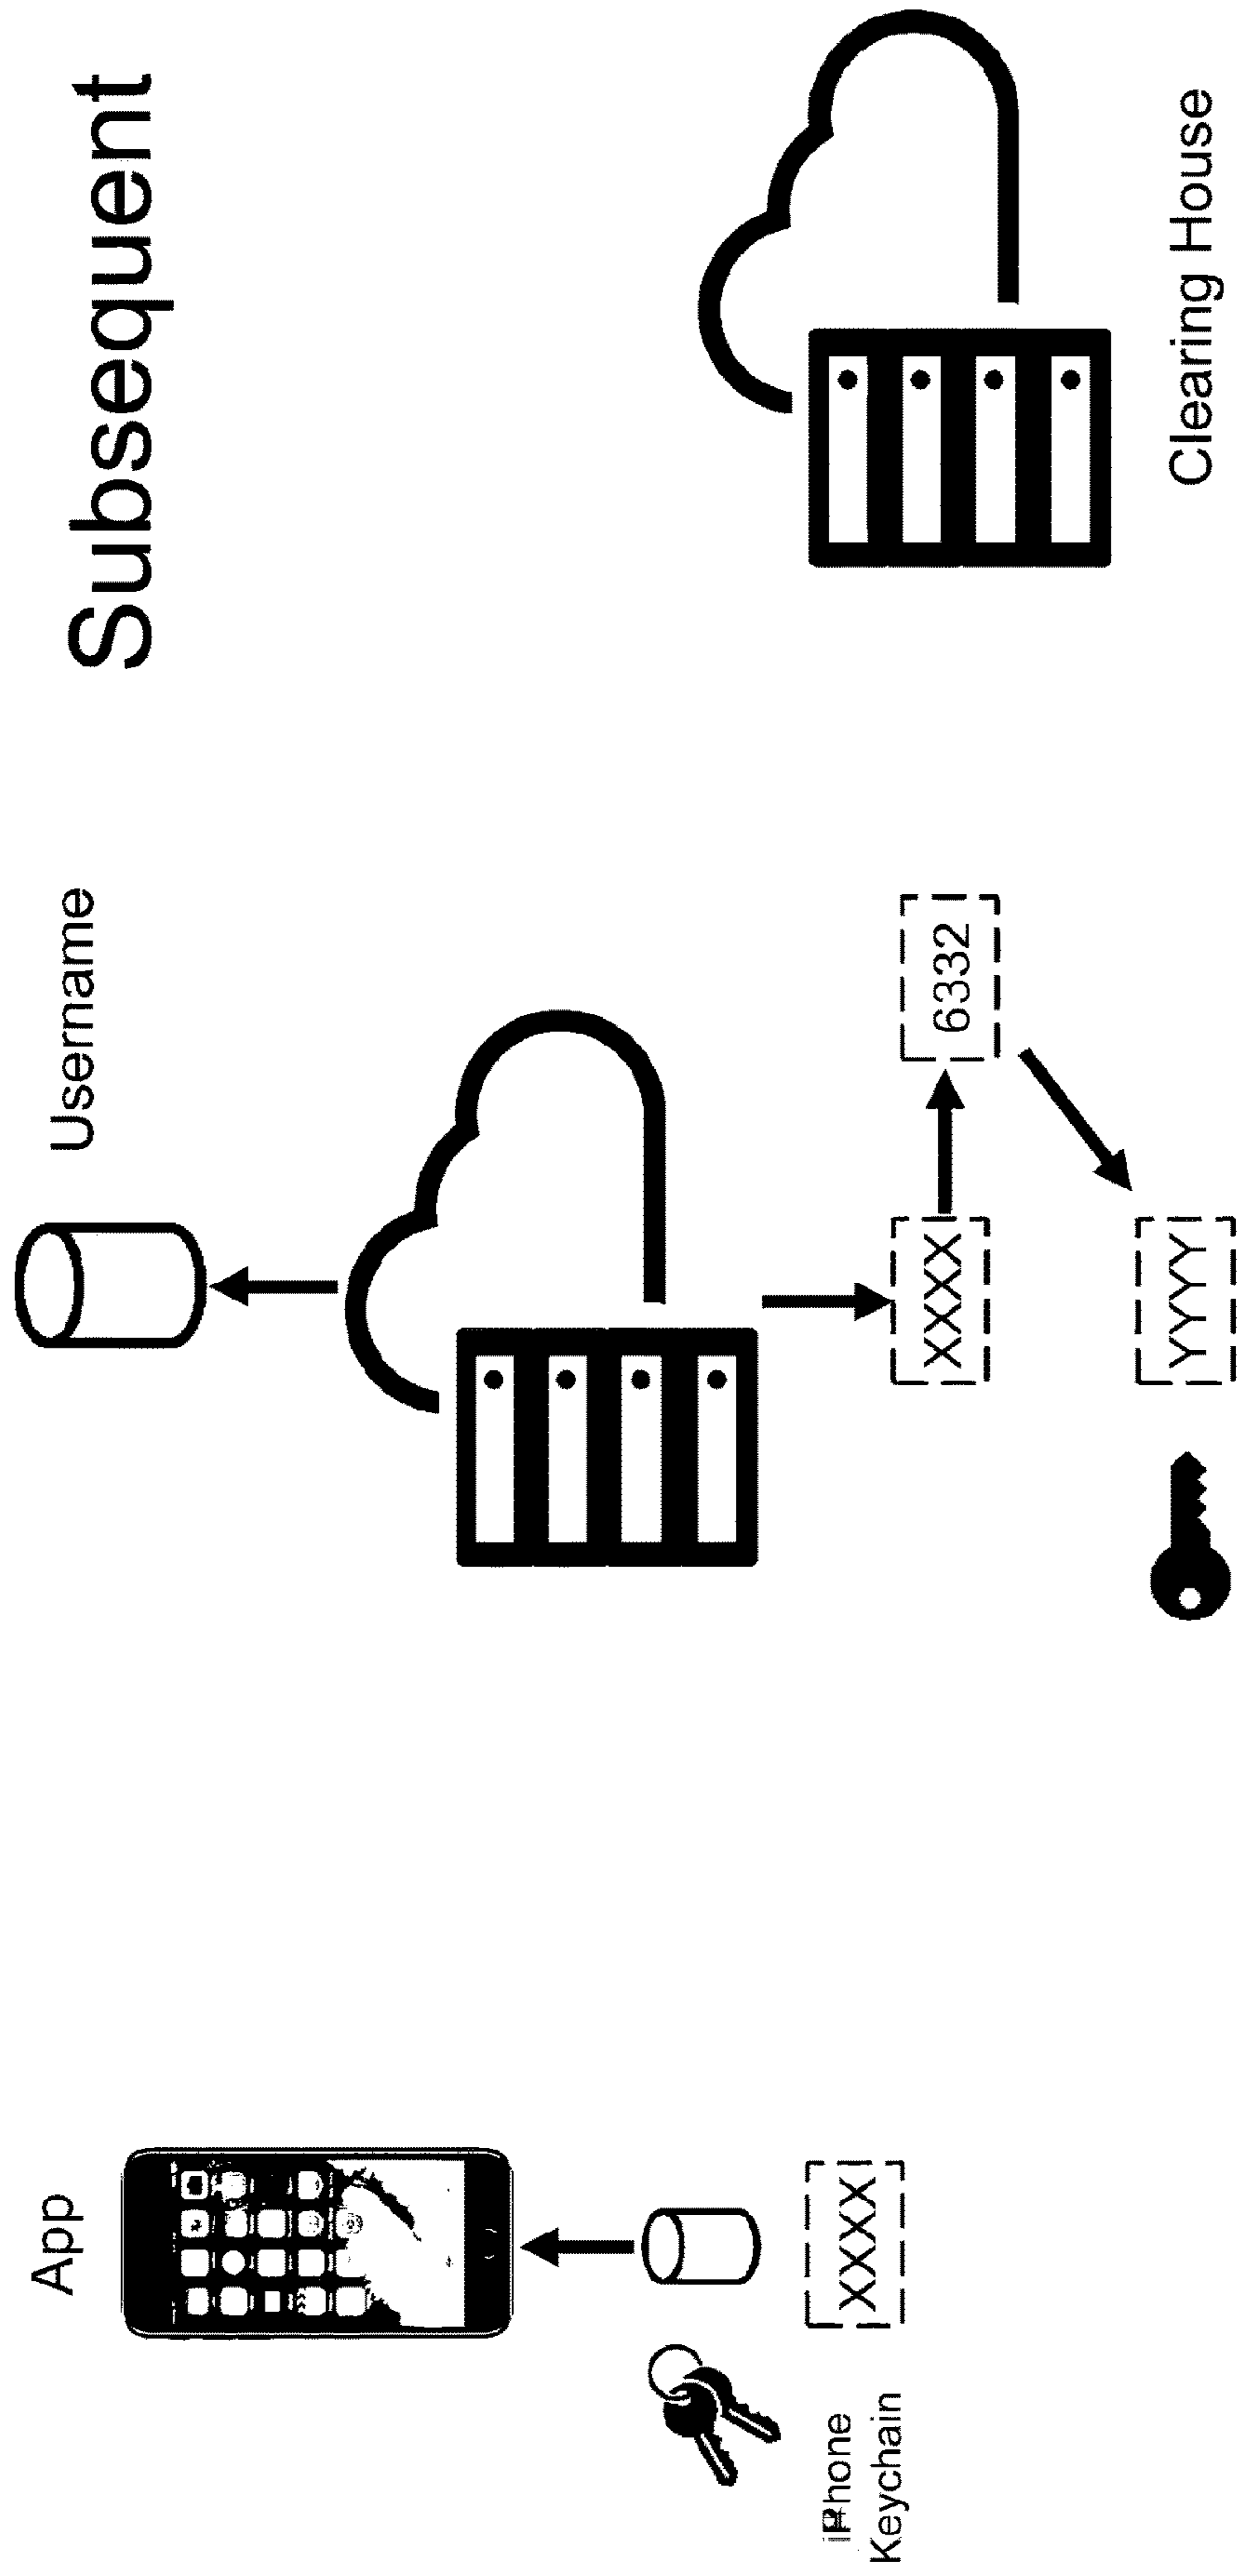 Subsequent
App
Username
XXXX
6332
iPhone
Keychain
XXXX
YYYY
Clearing House